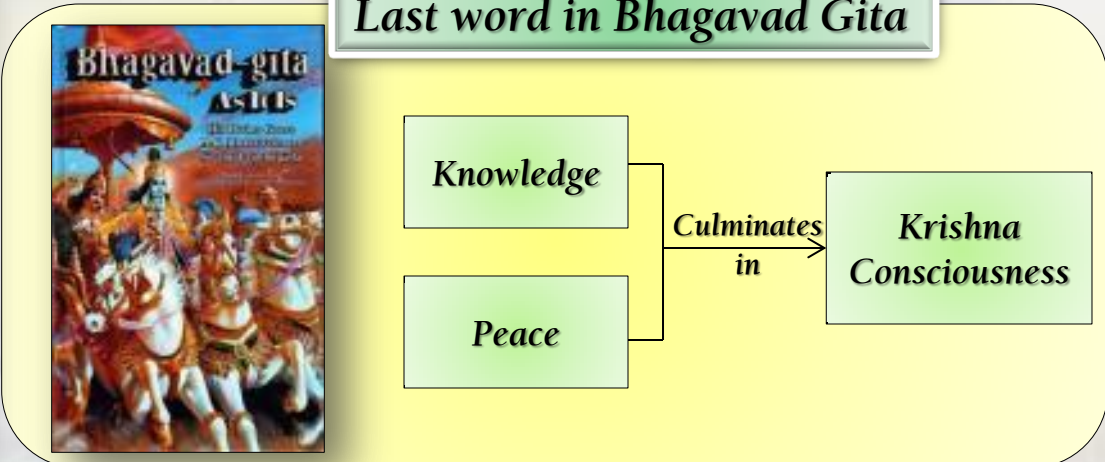 Last word in Bhagavad Gita
Bhagavad-gita
As It Is
Knowledge
Culminates
in
Krishna
Consciousness
Peace